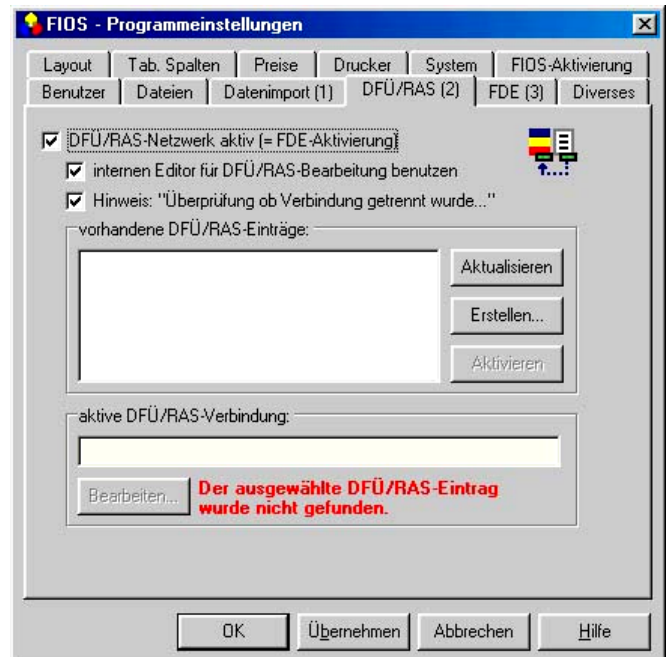 FIOS - Programmeinstellungen
Layout Tab. Spalten Preise Drucker System FIOS-Aktivierung
Benutzer Dateien Datenimport (1) DFÜ/RAS (2) FDE (3) Diverses
DFÜ/RAS-Netzwerk aktiv (= FDE-Aktivierung)
internen Editor für DFÜ/RAS-Bearbeitung benutzen
Hinweis: "Überprüfung ob Verbindung getrennt wurde..."
vorhandene DFÜ/RAS-Einträge:
Aktualisieren
Erstellen...
Aktivieren
aktive DFÜ/RAS-Verbindung:
Bearbeiten... Der ausgewählte DFÜ/RAS-Eintrag
wurde nicht gefunden.
OK Übernehmen Abbrechen Hilfe